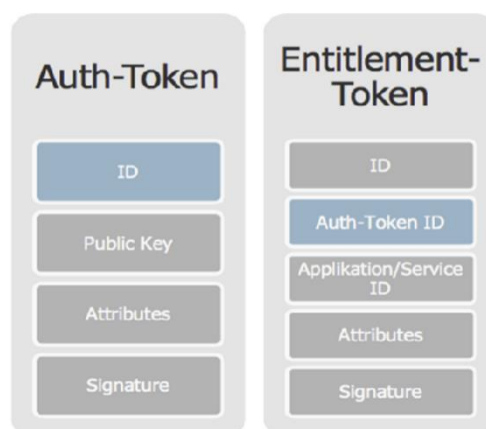 Auth-Token
ID
Public Key
Attributes
Signature
Entitlement-
Token
ID
Auth-Token ID
Applikation/Service
ID
Attributes
Signature